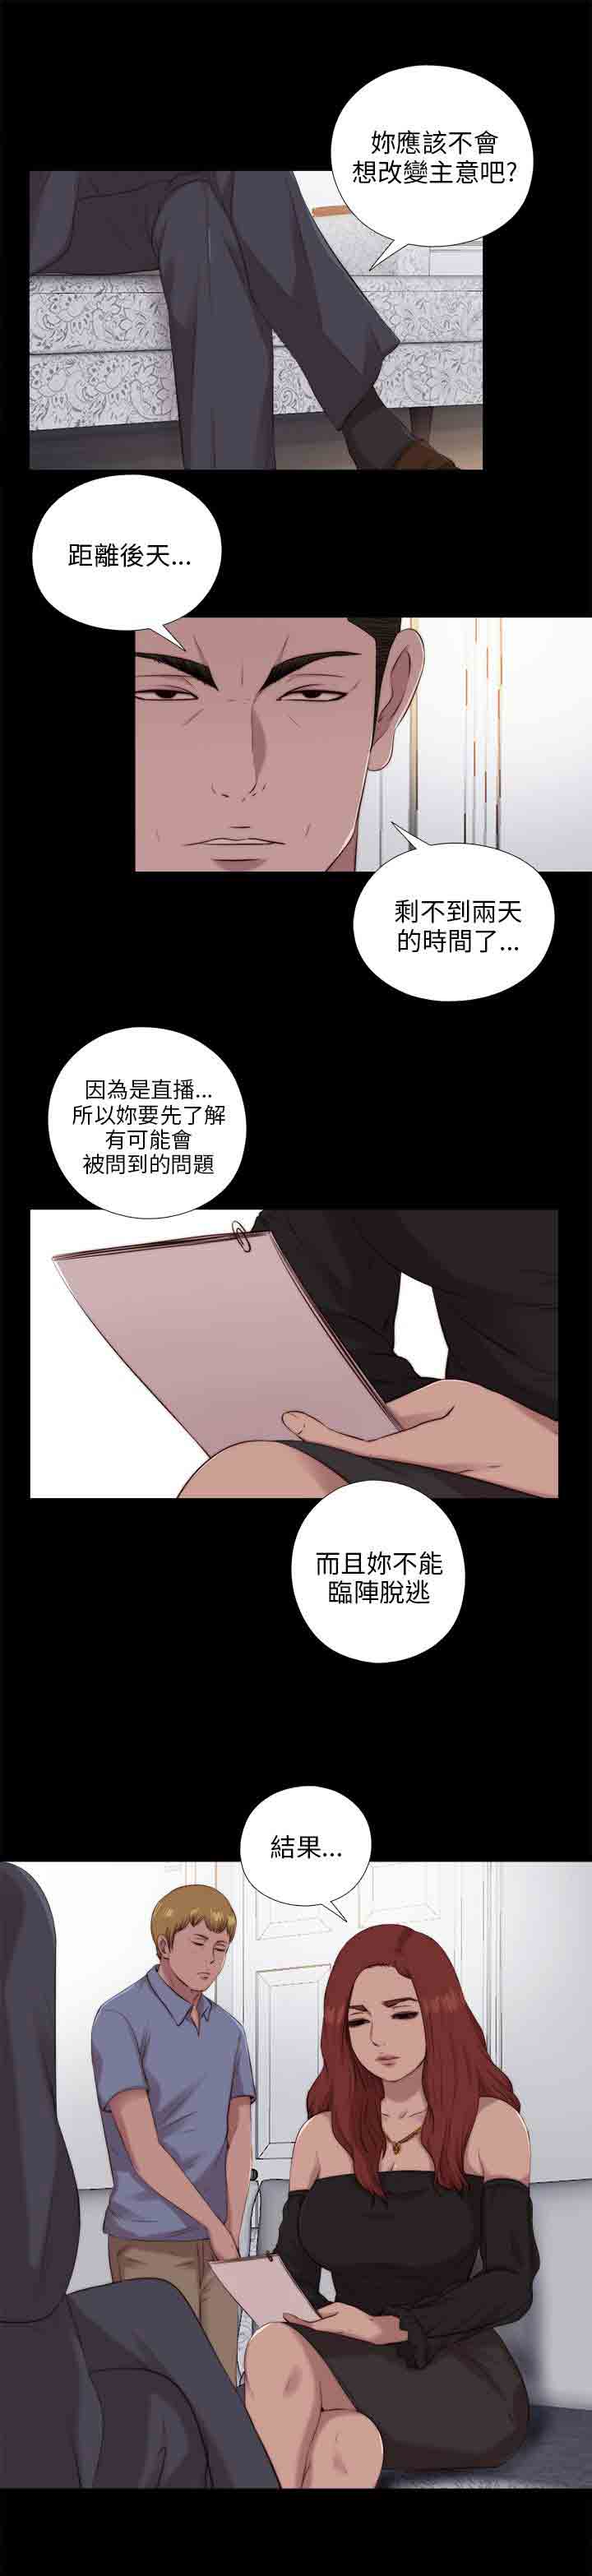 妳應該不會
想改變主意吧?
距離後天...
剩不到兩天
的時間了...
因為是直播...
所以妳要先了解
有可能會
被問到的問題
而且妳不能
臨陣脫逃
結果...